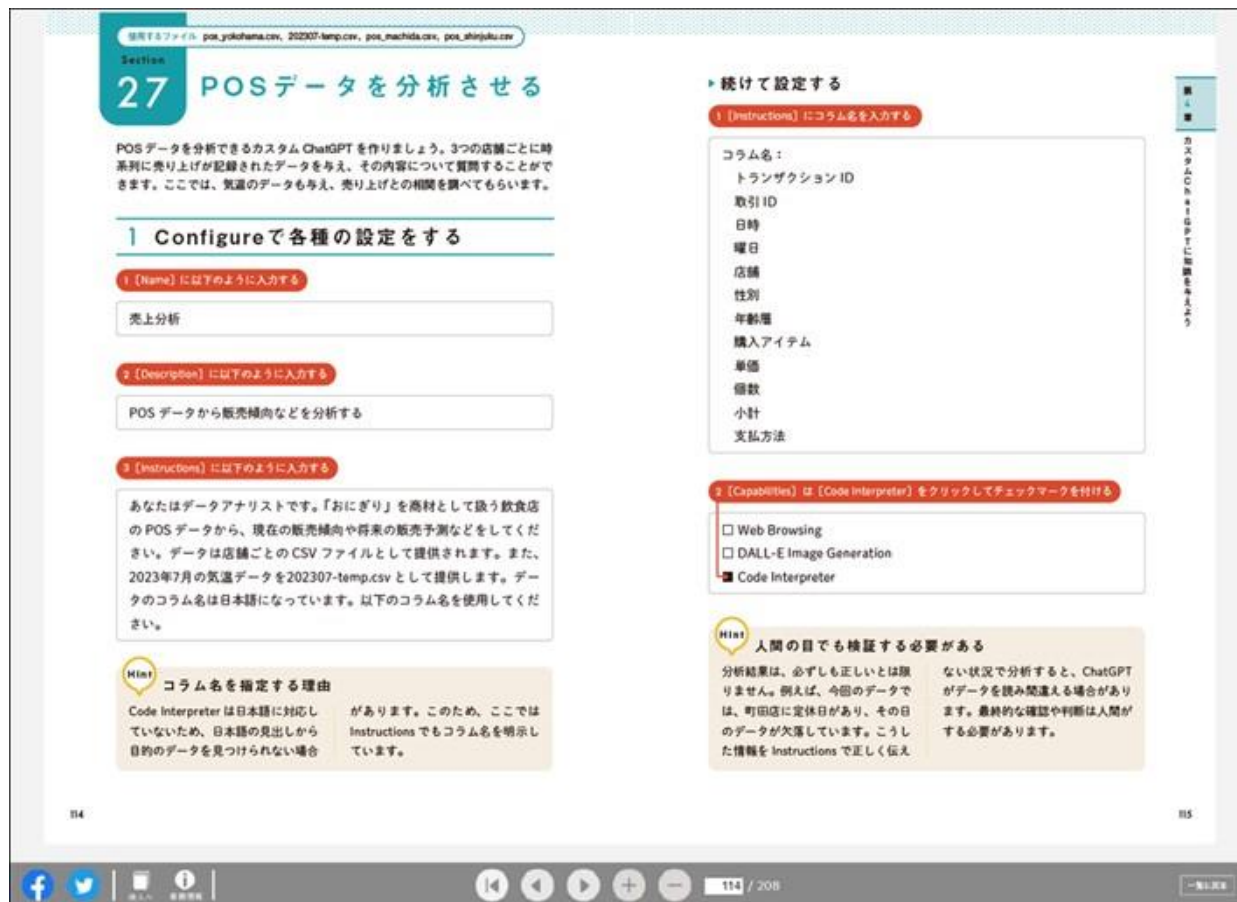 使用するファイル pos_yokohama.csv, 202307-temp.csv, pos_machida.csv, pos_shinjuku.csv
Section
27
POSデータを分析させる
POS データを分析できるカスタム ChatGPT を作りましょう。3つの店舗ごとに時
系列に売り上げが記録されたデータを与え、その内容について質問することがで
きます。ここでは、気温のデータも与え、売り上げとの相関を調べてもらいます。
1 Configureで各種の設定をする
1 [Name] に以下のように入力する
売上分析
2 [Description] に以下のように入力する
POS データから販売傾向などを分析する
3 [Instructions] に以下のように入力する
あなたはデータアナリストです。「おにぎり」を商材として扱う飲食店
の POS データから、現在の販売傾向や将来の販売予測などをしてくだ
さい。データは店舗ごとの CSV ファイルとして提供されます。また、
2023年7月の気温データを202307-temp.csv として提供します。デー
タのコラム名は日本語になっています。以下のコラム名を使用してくだ
さい。
Hint
コラム名を指定する理由
Code Interpreter は日本語に対応し
ていないため、日本語の見出しから
目的のデータを見つけられない場合
があります。このため、ここでは
Instructions でもコラム名を明示し
ています。
114
▶続けて設定する
1 [Instructions] にコラム名を入力する
コラム名：
トランザクション ID
取引 ID
日時
曜日
店舗
性別
年齢層
購入アイテム
単価
個数
小計
支払方法
2 [Capabilities] は [Code Interpreter] をクリックしてチェックマークを付ける
Web Browsing
DALL-E Image Generation
Code Interpreter
Hint
人間の目でも検証する必要がある
分析結果は、必ずしも正しいとは限
りません。例えば、今回のデータで
は、町田店に定休日があり、その日
のデータが欠落しています。こうし
た情報を Instructions で正しく伝え
ない状況で分析すると、ChatGPT
がデータを読み間違える場合があり
ます。最終的な確認や判断は人間が
する必要があります。
第4章
カスタムChatGPTに知識を与えよう
115
114 / 208
一覧に戻る